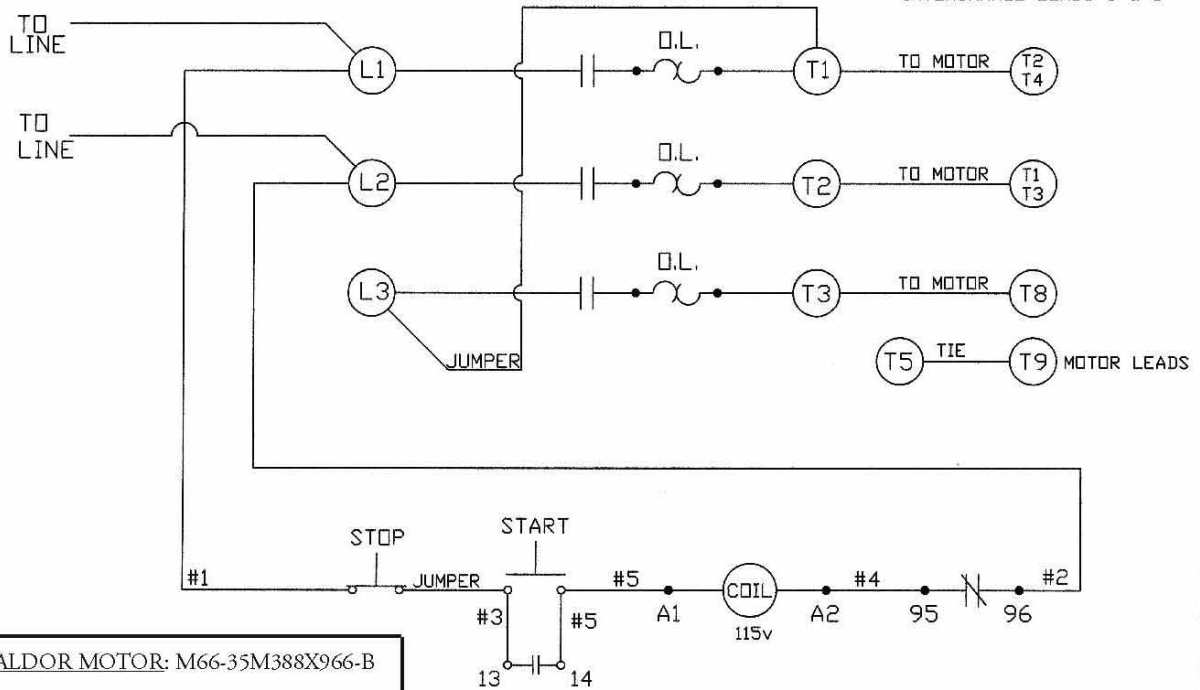 TO
LINE
L1
O.L.
T1
TO MOTOR
T2
T4
TO
LINE
L2
O.L.
T2
TO MOTOR
T1
T3
L3
O.L.
T3
TO MOTOR
T8
JUMPER
T5
TIE
T9
MOTOR LEADS
STOP
START
#1
JUMPER
#5
COIL
#4
#2
#3
#5
A1
115v
A2
95
96
13
14
ALDOR MOTOR: M66-35M388X966-B